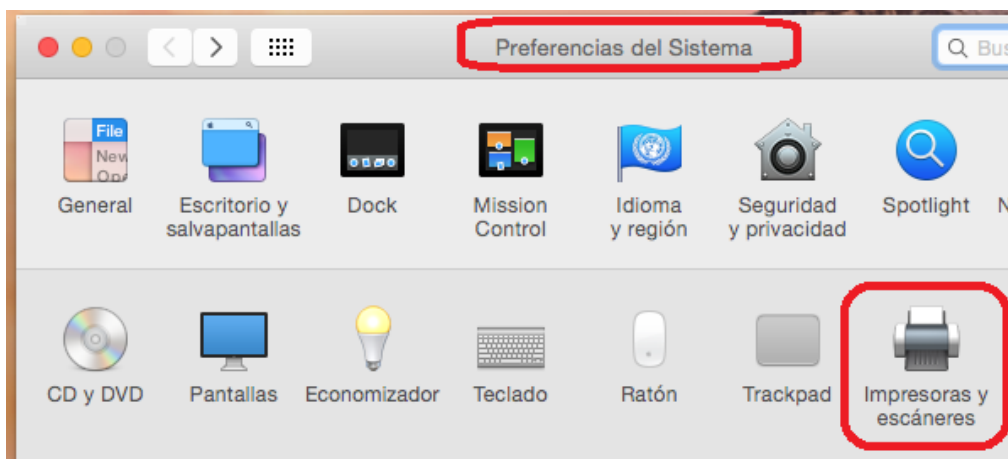 Preferencias del Sistema
Bus
File
New
Ope
General
Escritorio y
salvapantallas
Dock
Mission
Control
Idioma
y región
Seguridad
y privacidad
Spotlight
N
CD y DVD
Pantallas
Economizador
Teclado
Ratón
Trackpad
Impresoras y
escáneres